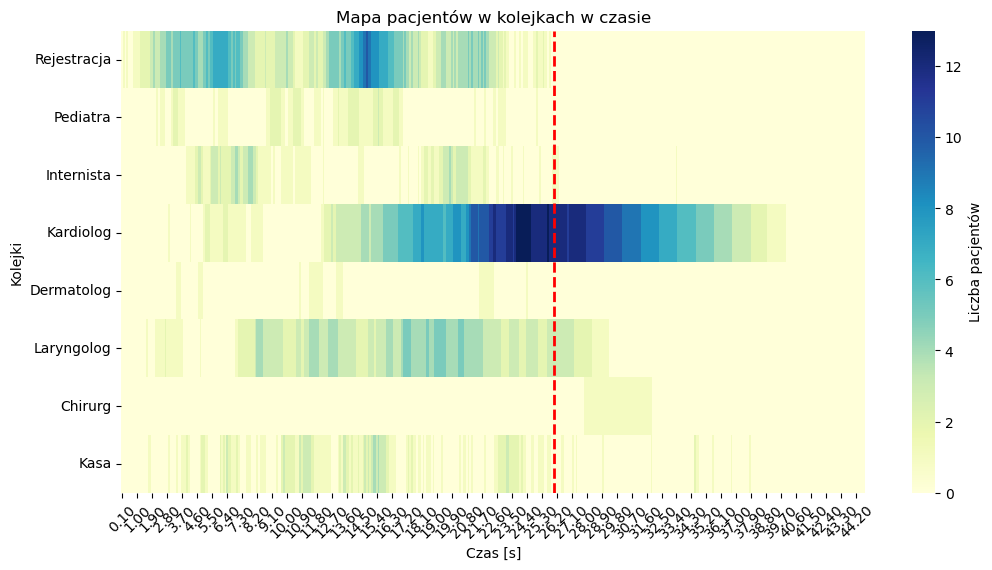 Mapa pacjentów w kolejkach w czasie
Rejestracja
Pediatra
Internista
Kardiolog
Dermatolog
Laryngolog
Chirurg
Kasa
Kolejki
0.10 1.00 1.90 2.80 3.70 4.60 5.50 6.40 7.30 8.20 9.10 10.00 10.90 11.80 12.70 13.60 14.50 15.40 16.30 17.20 18.10 19.00 19.90 20.80 21.70 22.60 23.50 24.40 25.30 26.20 27.10 28.00 28.90 29.80 30.70 31.60 32.50 33.40 34.30 35.20 36.10 37.00 37.90 38.80 39.70 40.60 41.50 42.40 43.30 44.20
Czas [s]
12
10
8
6
4
2
0
Liczba pacjentów